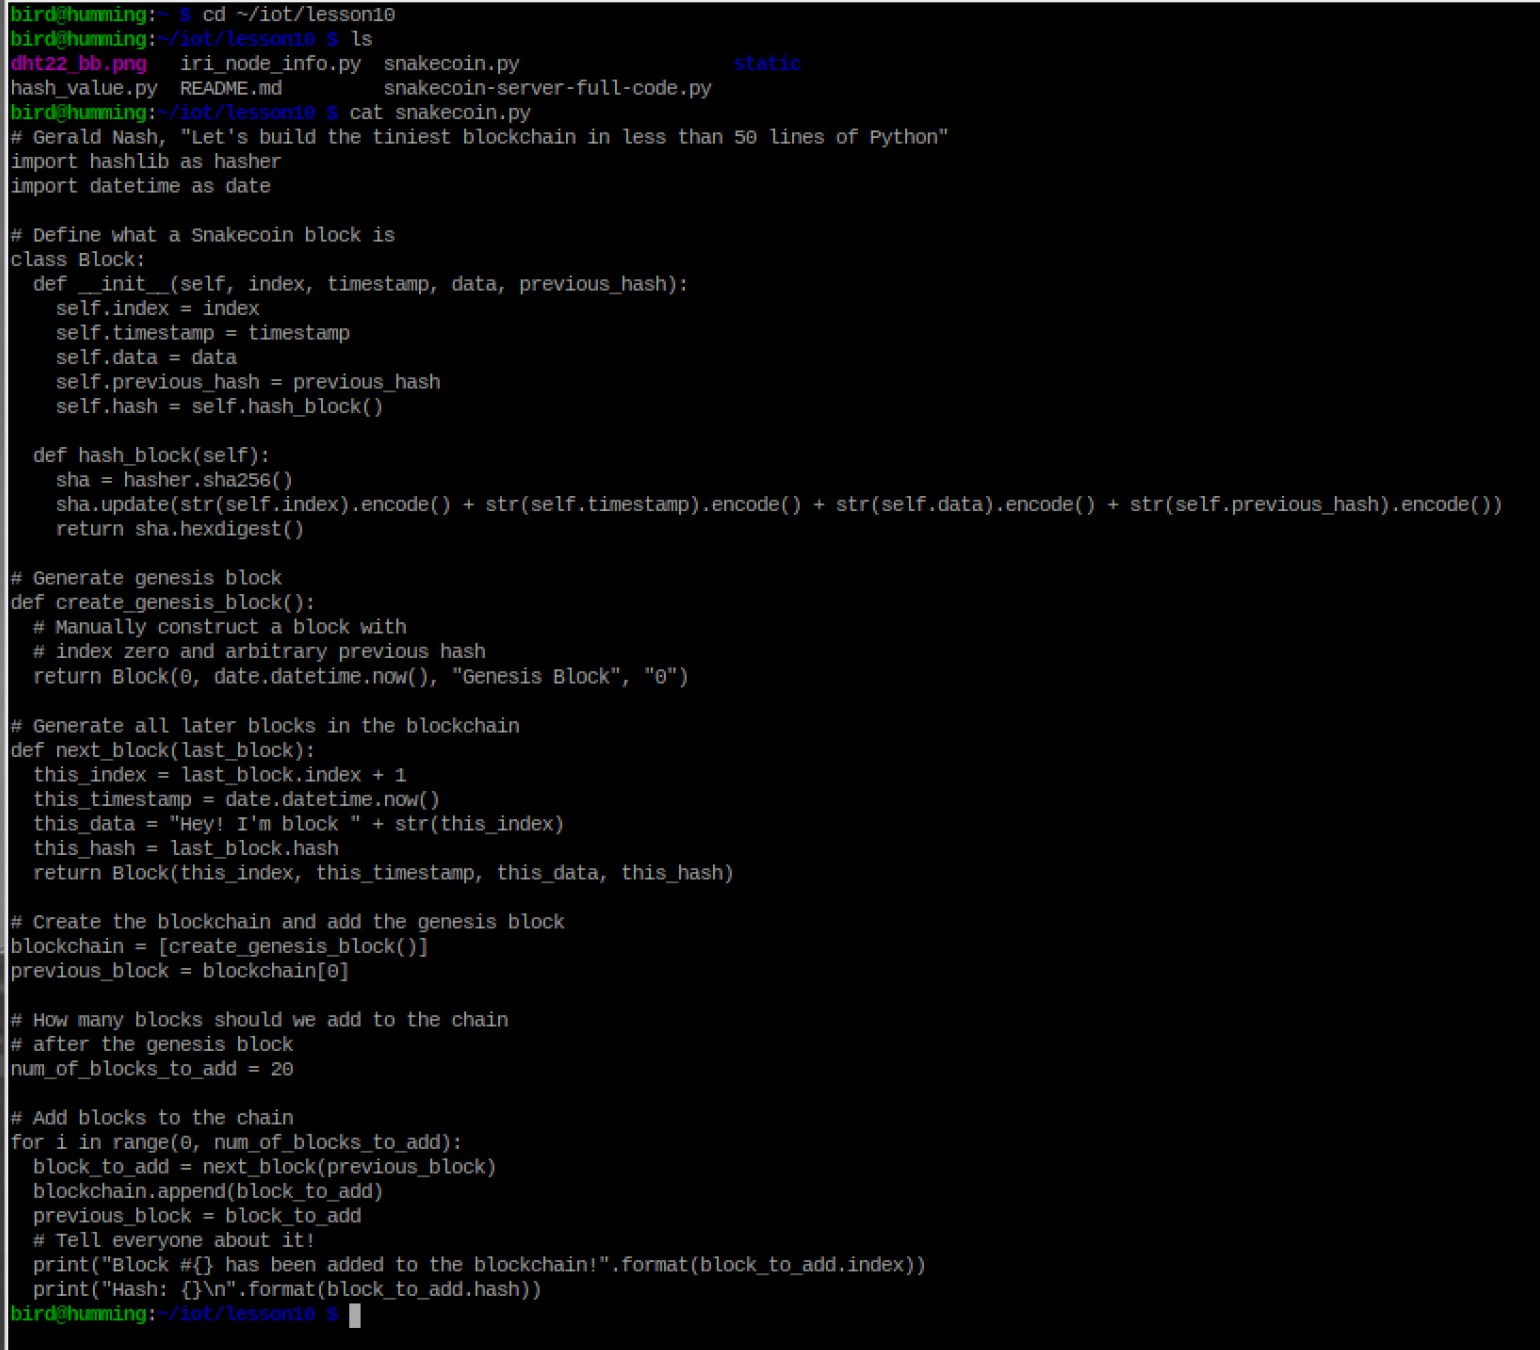 bird@humming:~ $ cd ~/iot/lesson10
bird@humming:~/iot/lesson10 $ ls
dht22_bb.png   iri_node_info.py  snakecoin.py                   static
hash_value.py  README.md         snakecoin-server-full-code.py
bird@humming:~/iot/lesson10 $ cat snakecoin.py
# Gerald Nash, "Let's build the tiniest blockchain in less than 50 lines of Python"
import hashlib as hasher
import datetime as date

# Define what a Snakecoin block is
class Block:
  def __init__(self, index, timestamp, data, previous_hash):
    self.index = index
    self.timestamp = timestamp
    self.data = data
    self.previous_hash = previous_hash
    self.hash = self.hash_block()

  def hash_block(self):
    sha = hasher.sha256()
    sha.update(str(self.index).encode() + str(self.timestamp).encode() + str(self.data).encode() + str(self.previous_hash).encode())
    return sha.hexdigest()

# Generate genesis block
def create_genesis_block():
  # Manually construct a block with
  # index zero and arbitrary previous hash
  return Block(0, date.datetime.now(), "Genesis Block", "0")

# Generate all later blocks in the blockchain
def next_block(last_block):
  this_index = last_block.index + 1
  this_timestamp = date.datetime.now()
  this_data = "Hey! I'm block " + str(this_index)
  this_hash = last_block.hash
  return Block(this_index, this_timestamp, this_data, this_hash)

# Create the blockchain and add the genesis block
blockchain = [create_genesis_block()]
previous_block = blockchain[0]

# How many blocks should we add to the chain
# after the genesis block
num_of_blocks_to_add = 20

# Add blocks to the chain
for i in range(0, num_of_blocks_to_add):
  block_to_add = next_block(previous_block)
  blockchain.append(block_to_add)
  previous_block = block_to_add
  # Tell everyone about it!
  print("Block #{} has been added to the blockchain!".format(block_to_add.index))
  print("Hash: {}\n".format(block_to_add.hash))
bird@humming:~/iot/lesson10 $